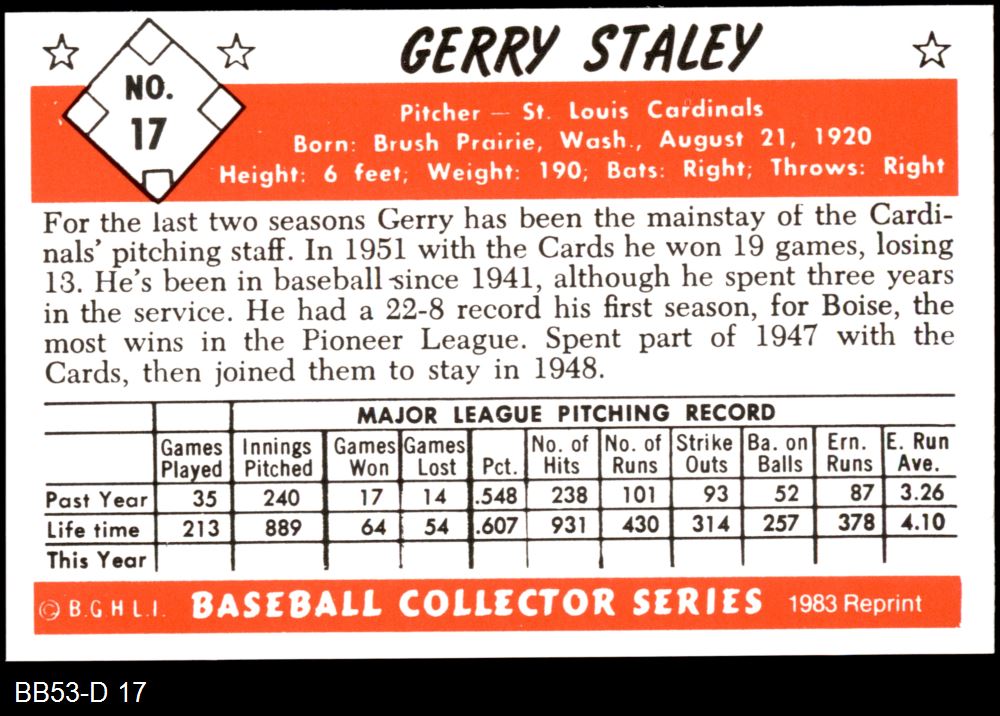 GERRY STALEY
NO.
17
Pitcher — St. Louis Cardinals
Born: Brush Prairie, Wash., August 21, 1920
Height: 6 feet; Weight: 190; Bats: Right; Throws: Right
For the last two seasons Gerry has been the mainstay of the Cardi-
nals' pitching staff. In 1951 with the Cards he won 19 games, losing
13. He's been in baseball since 1941, although he spent three years
in the service. He had a 22-8 record his first season, for Boise, the
most wins in the Pioneer League. Spent part of 1947 with the
Cards, then joined them to stay in 1948.
MAJOR LEAGUE PITCHING RECORD
Games Innings Games Games No. of No. of Strike Ba. on Ern. E. Run
Played Pitched Won Lost Pct. Hits Runs Outs Balls Runs Ave.
Past Year 35 240 17 14 .548 238 101 93 52 87 3.26
Life time 213 889 64 54 .607 931 430 314 257 378 4.10
This Year
© B.G.H.L.I. BASEBALL COLLECTOR SERIES 1983 Reprint
BB53-D 17